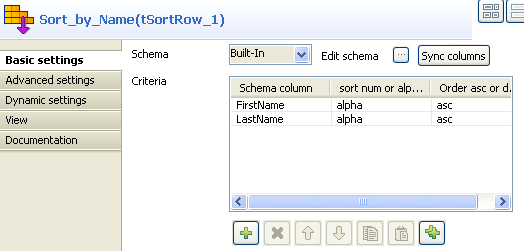 Sort_by_Name(tSortRow_1)
Basic settings
Advanced settings
Dynamic settings
View
Documentation
Schema Built-In Edit schema ... Sync columns
Criteria
Schema column sort num or alp... Order asc or d...
FirstName alpha asc
LastName alpha asc